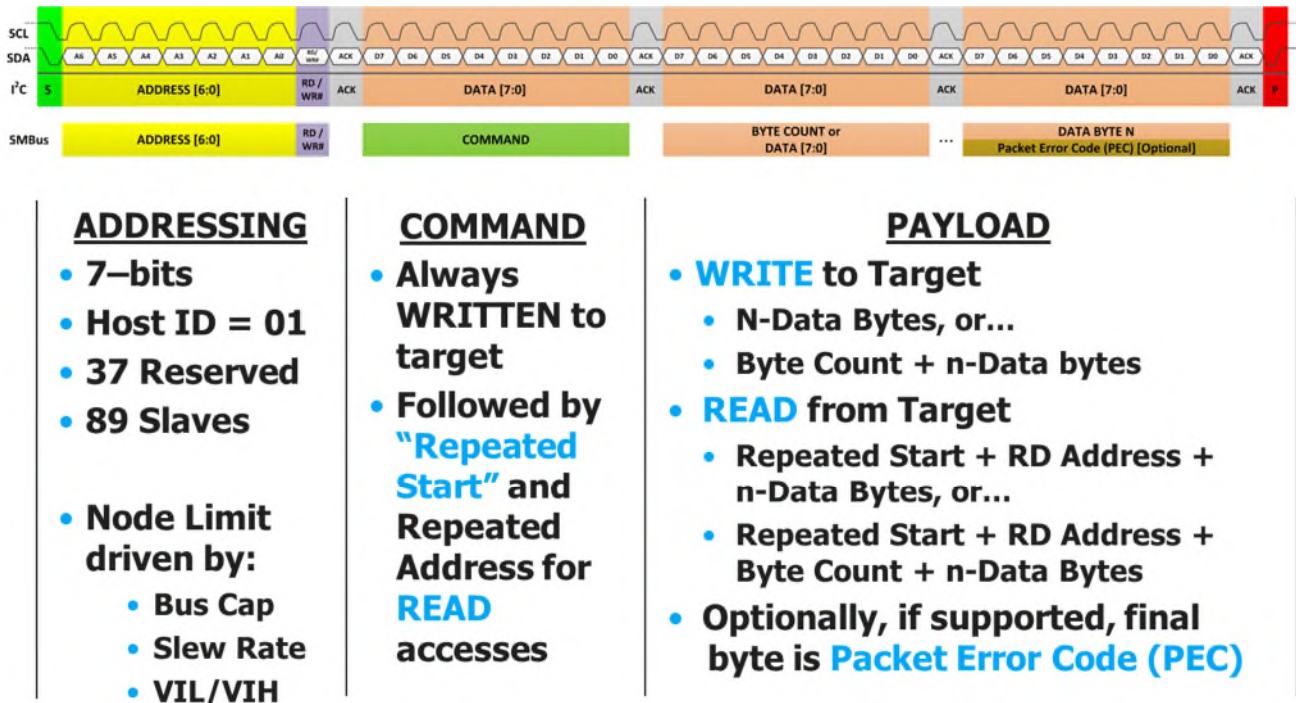 SCL
SDA A6 A5 A4 A3 A2 A1 A0 RD/WR# ACK D7 D6 D5 D4 D3 D2 D1 D0 ACK D7 D6 D5 D4 D3 D2 D1 D0 ACK D7 D6 D5 D4 D3 D2 D1 D0 ACK
I²C S ADDRESS [6:0] RD / WR# ACK DATA [7:0] ACK DATA [7:0] ACK DATA [7:0] ACK P
SMBus ADDRESS [6:0] RD / WR# COMMAND BYTE COUNT or DATA [7:0] ... DATA BYTE N
Packet Error Code (PEC) [Optional]
ADDRESSING
• 7–bits
• Host ID = 01
• 37 Reserved
• 89 Slaves
• Node Limit
driven by:
• Bus Cap
• Slew Rate
• VIL/VIH
COMMAND
• Always
WRITTEN to
target
• Followed by
“Repeated
Start” and
Repeated
Address for
READ
accesses
PAYLOAD
• WRITE to Target
• N-Data Bytes, or...
• Byte Count + n-Data bytes
• READ from Target
• Repeated Start + RD Address +
n-Data Bytes, or...
• Repeated Start + RD Address +
Byte Count + n-Data Bytes
• Optionally, if supported, final
byte is Packet Error Code (PEC)